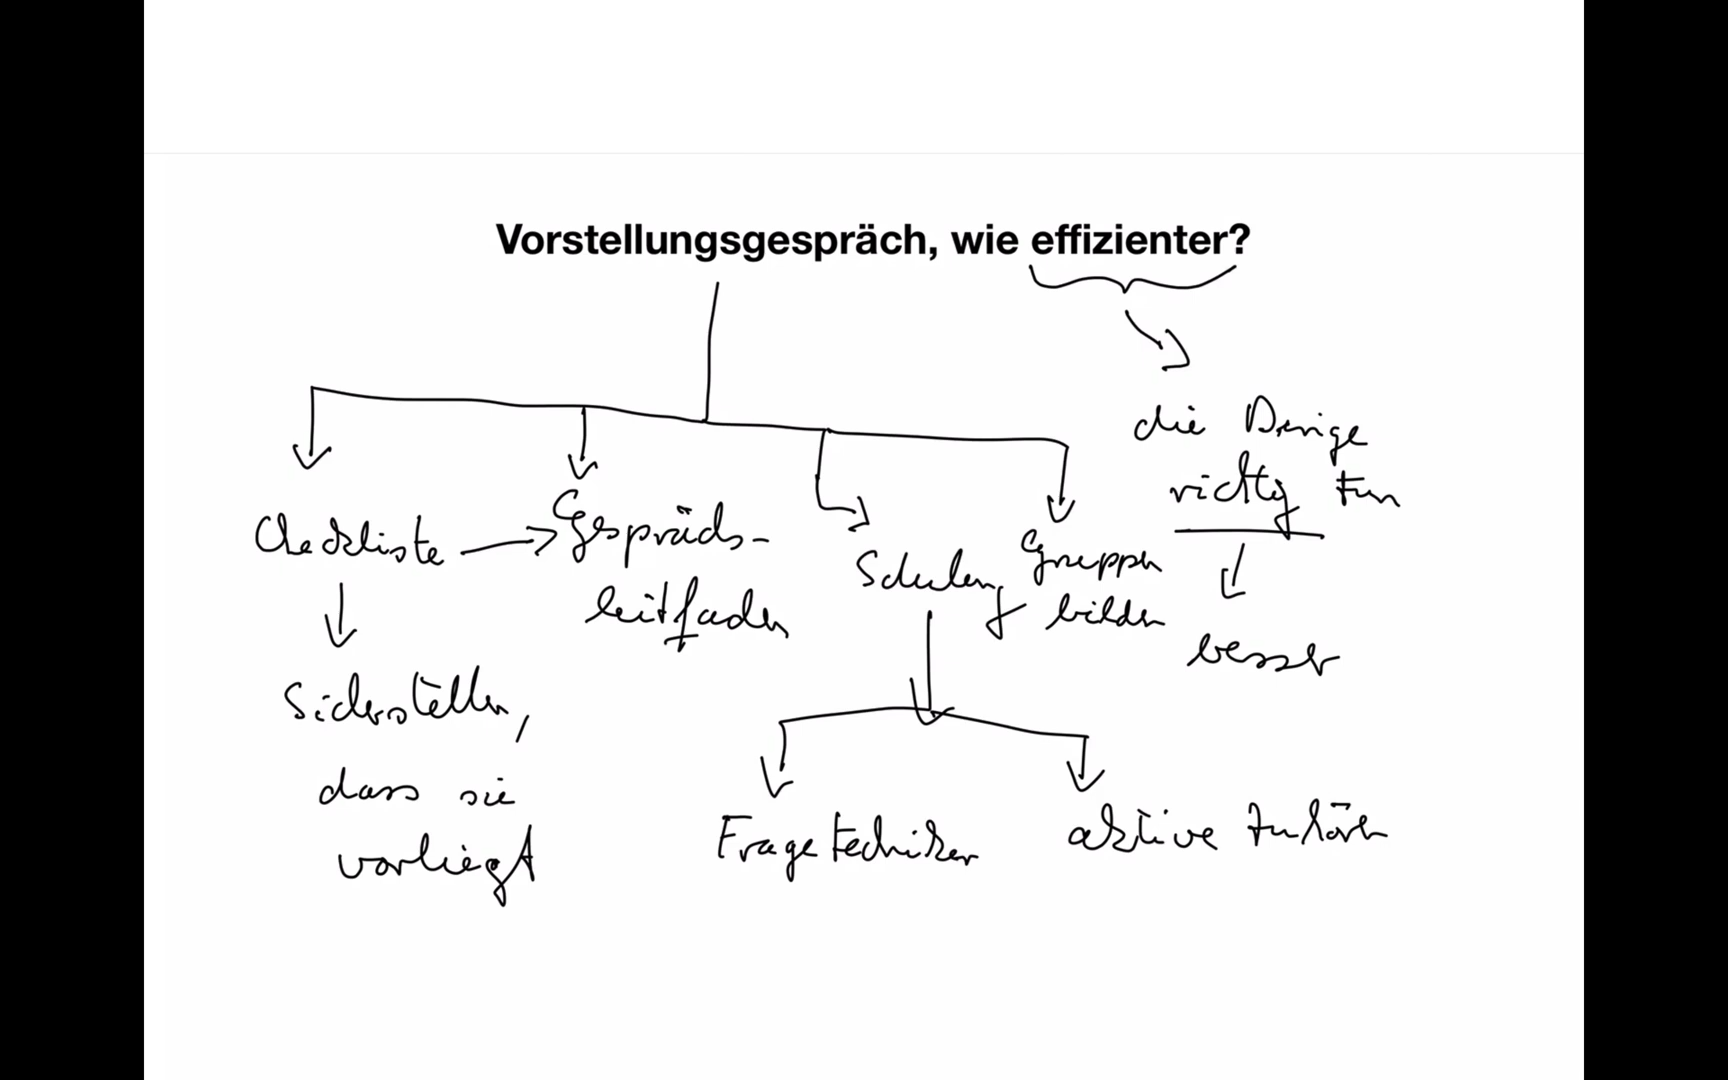 Vorstellungsgespräch, wie effizienter?
die Dinge
richtig tun
besser
Checkliste
Gesprächs-
leitfaden
Schulung
Gruppen
bilden
Sicherstellen,
dass sie
vorliegt
Fragetechniken
aktive Zuhören